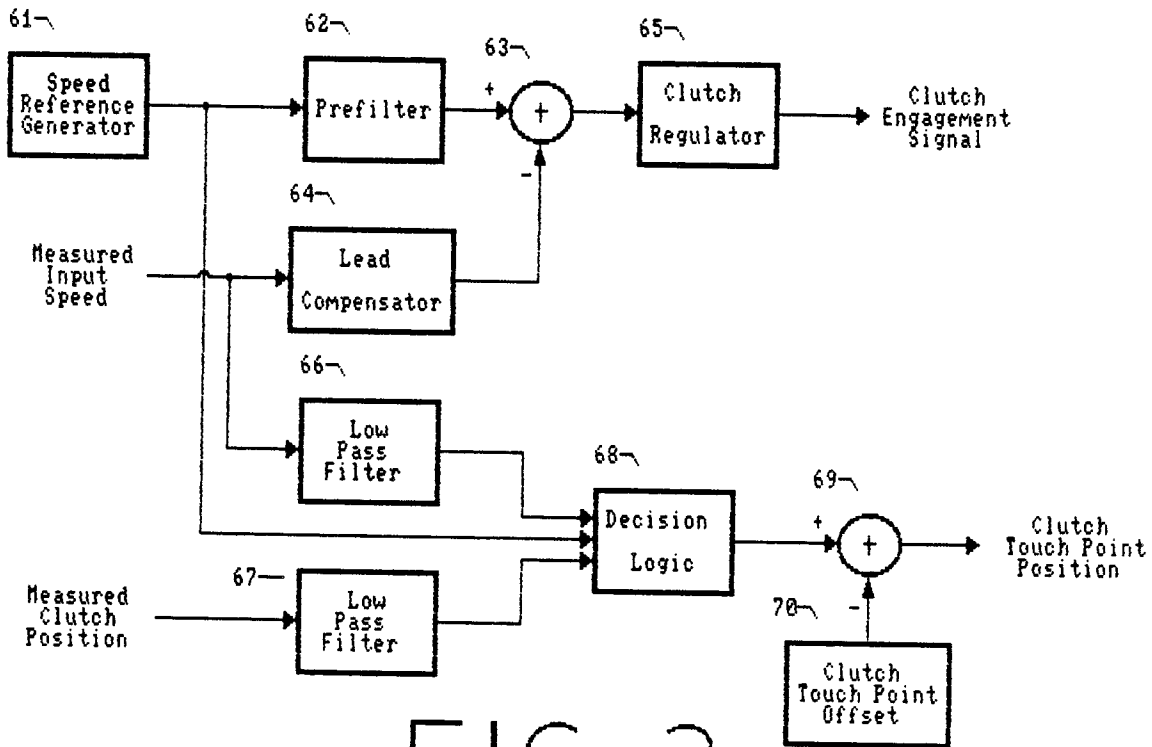 61
62
63
65
Speed
Reference
Generator
Prefilter
+
+
Clutch
Regulator
Clutch
Engagement
Signal
-
64
Measured
Input
Speed
Lead
Compensator
66
Low
Pass
Filter
68
69
Decision
Logic
+
+
Clutch
Touch Point
Position
67
Measured
Clutch
Position
Low
Pass
Filter
70
-
Clutch
Touch Point
Offset